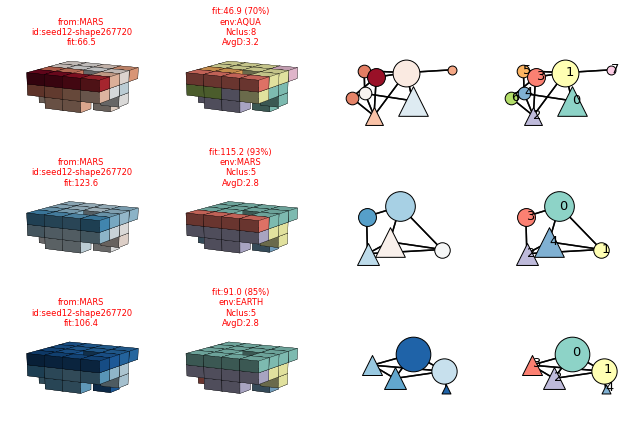 from:MARS
id:seed12-shape267720
fit:66.5
fit:46.9 (70%)
env:AQUA
Nclus:8
AvgD:3.2
5
3
1
7
6
4
0
2
from:MARS
id:seed12-shape267720
fit:123.6
fit:115.2 (93%)
env:MARS
Nclus:5
AvgD:2.8
0
3
4
2
1
from:MARS
id:seed12-shape267720
fit:106.4
fit:91.0 (85%)
env:EARTH
Nclus:5
AvgD:2.8
0
3
1
2
4